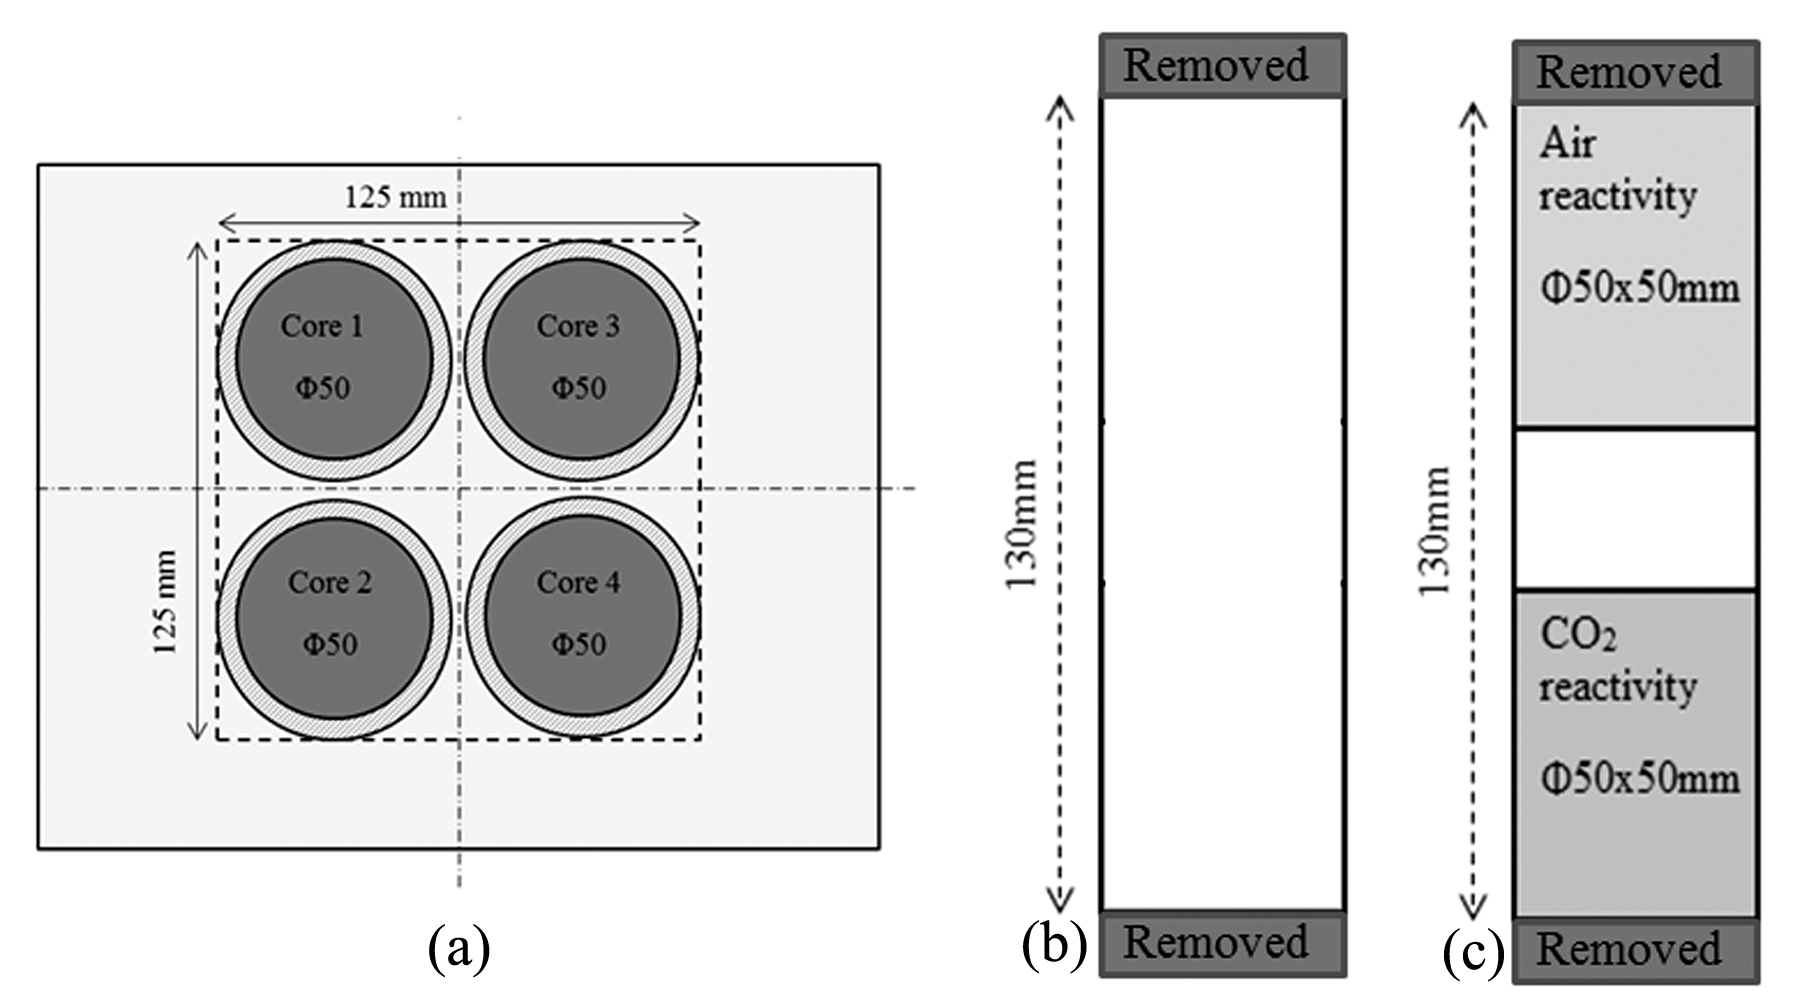 125 mm
125 mm
Core 1
Φ50
Core 3
Φ50
Core 2
Φ50
Core 4
Φ50
(a)
Removed
130mm
Removed
(b)
Removed
130mm
Air
reactivity
Φ50x50mm
CO₂
reactivity
Φ50x50mm
Removed
(c)